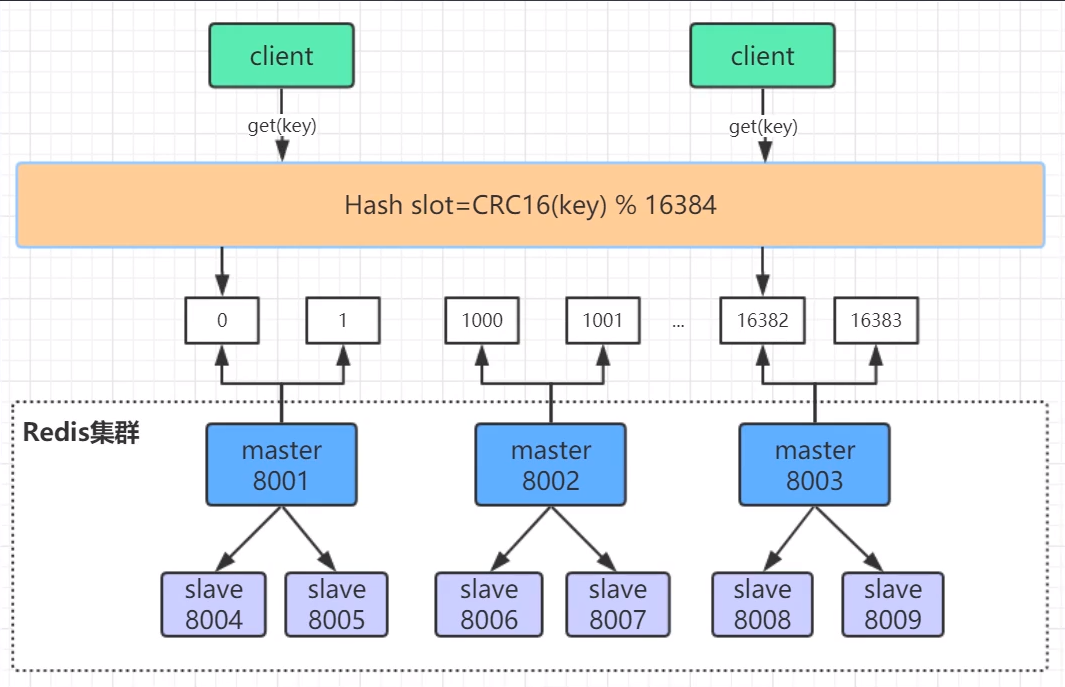 client
client
get(key)
get(key)
Hash slot=CRC16(key) % 16384
0
1
1000
1001
...
16382
16383
Redis集群
master
8001
master
8002
master
8003
slave
8004
slave
8005
slave
8006
slave
8007
slave
8008
slave
8009